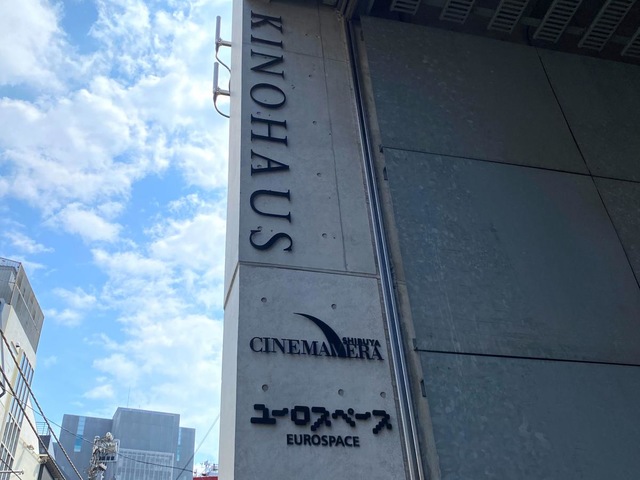 KINOHAUS
SHIBUYA
CINEMAVERA
ユーロスペース
EUROSPACE